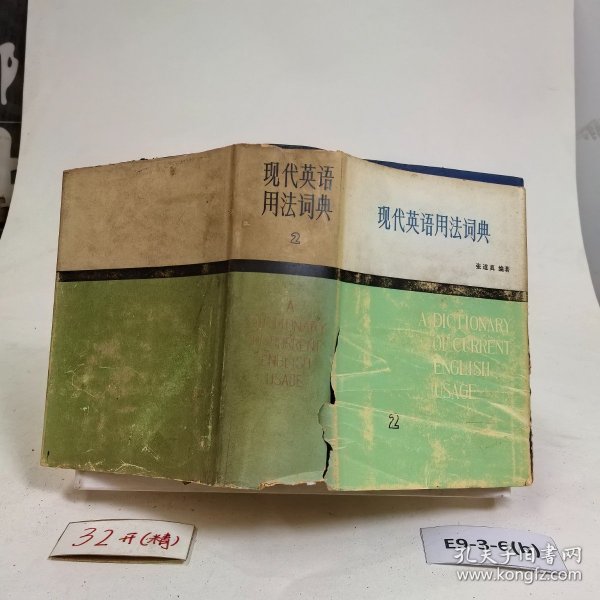 现代英语
用法词典
2
A
DICTIONARY
OF CURRENT
ENGLISH
USAGE
现代英语用法词典
张道真 编著
A DICTIONARY
OF CURRENT
ENGLISH
USAGE
2
32开(精)
E9-3-6(b)
孔夫子旧书网
www.kongfz.com